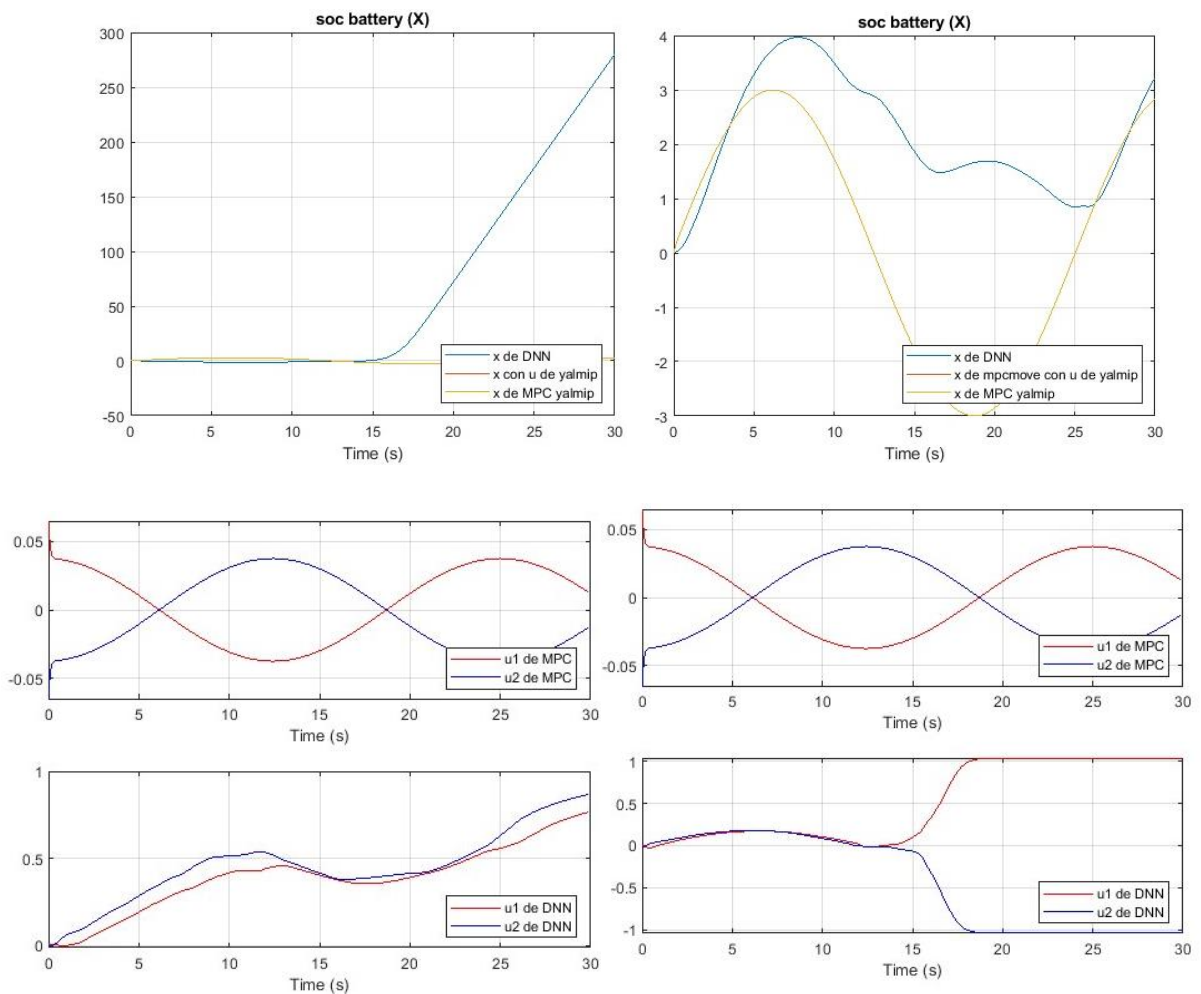 soc battery (X)
300
250
200
150
100
50
0
-50
0 5 10 15 20 25 30
Time (s)
x de DNN
x con u de yalmip
x de MPC yalmip
soc battery (X)
4
3
2
1
0
-1
-2
-3
0 5 10 15 20 25 30
Time (s)
x de DNN
x de mpcmove con u de yalmip
x de MPC yalmip
0.05
0
-0.05
0 5 10 15 20 25 30
Time (s)
u1 de MPC
u2 de MPC
0.05
0
-0.05
0 5 10 15 20 25 30
Time (s)
u1 de MPC
u2 de MPC
1
0.5
0
0 5 10 15 20 25 30
Time (s)
u1 de DNN
u2 de DNN
1
0.5
0
-0.5
-1
0 5 10 15 20 25 30
Time (s)
u1 de DNN
u2 de DNN